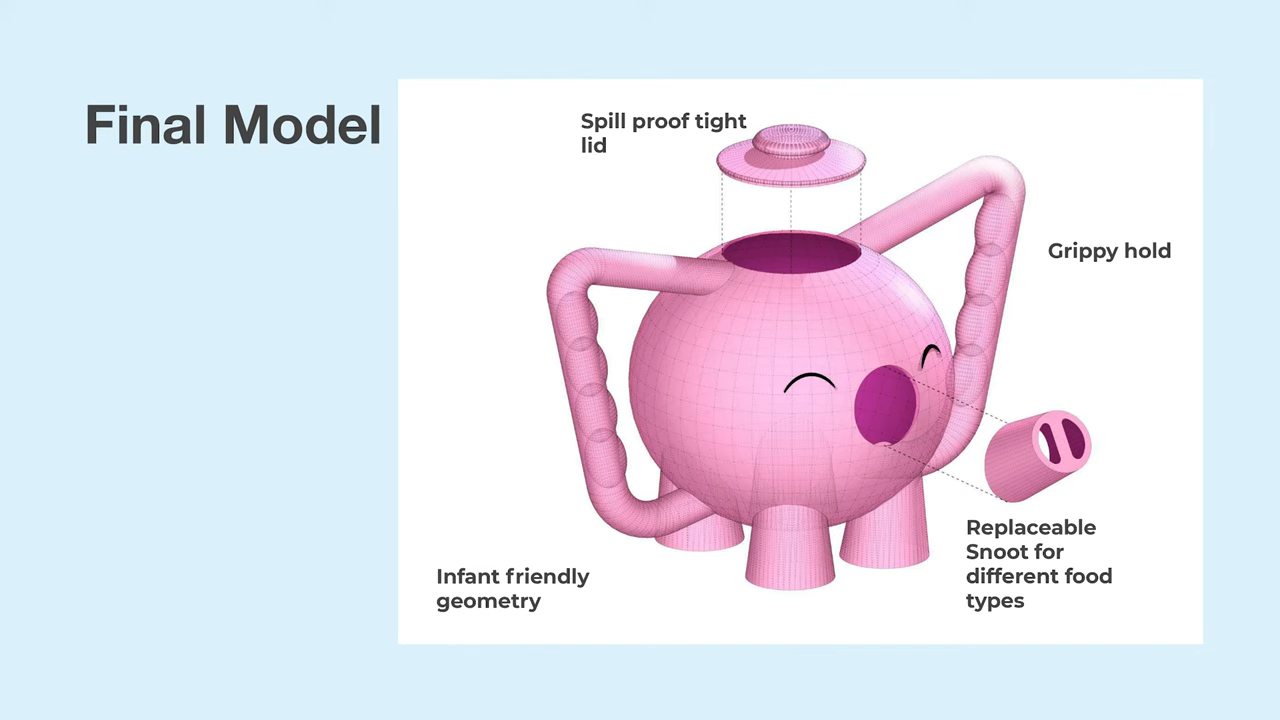 Final Model
Spill proof tight
lid
Grippy hold
Replaceable
Snoot for
different food
types
Infant friendly
geometry